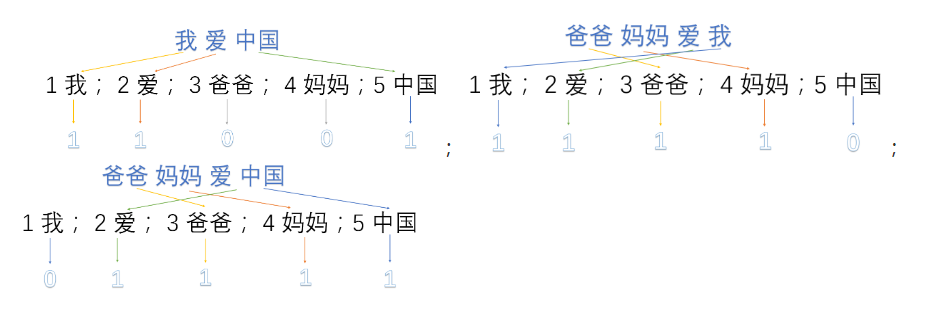 我 爱 中国
1 我；2 爱；3 爸爸；4 妈妈；5 中国
1 1 0 0 1 ;
爸爸 妈妈 爱 我
1 我；2 爱；3 爸爸；4 妈妈；5 中国
1 1 1 1 0 ;
爸爸 妈妈 爱 中国
1 我；2 爱；3 爸爸；4 妈妈；5 中国
0 1 1 1 1